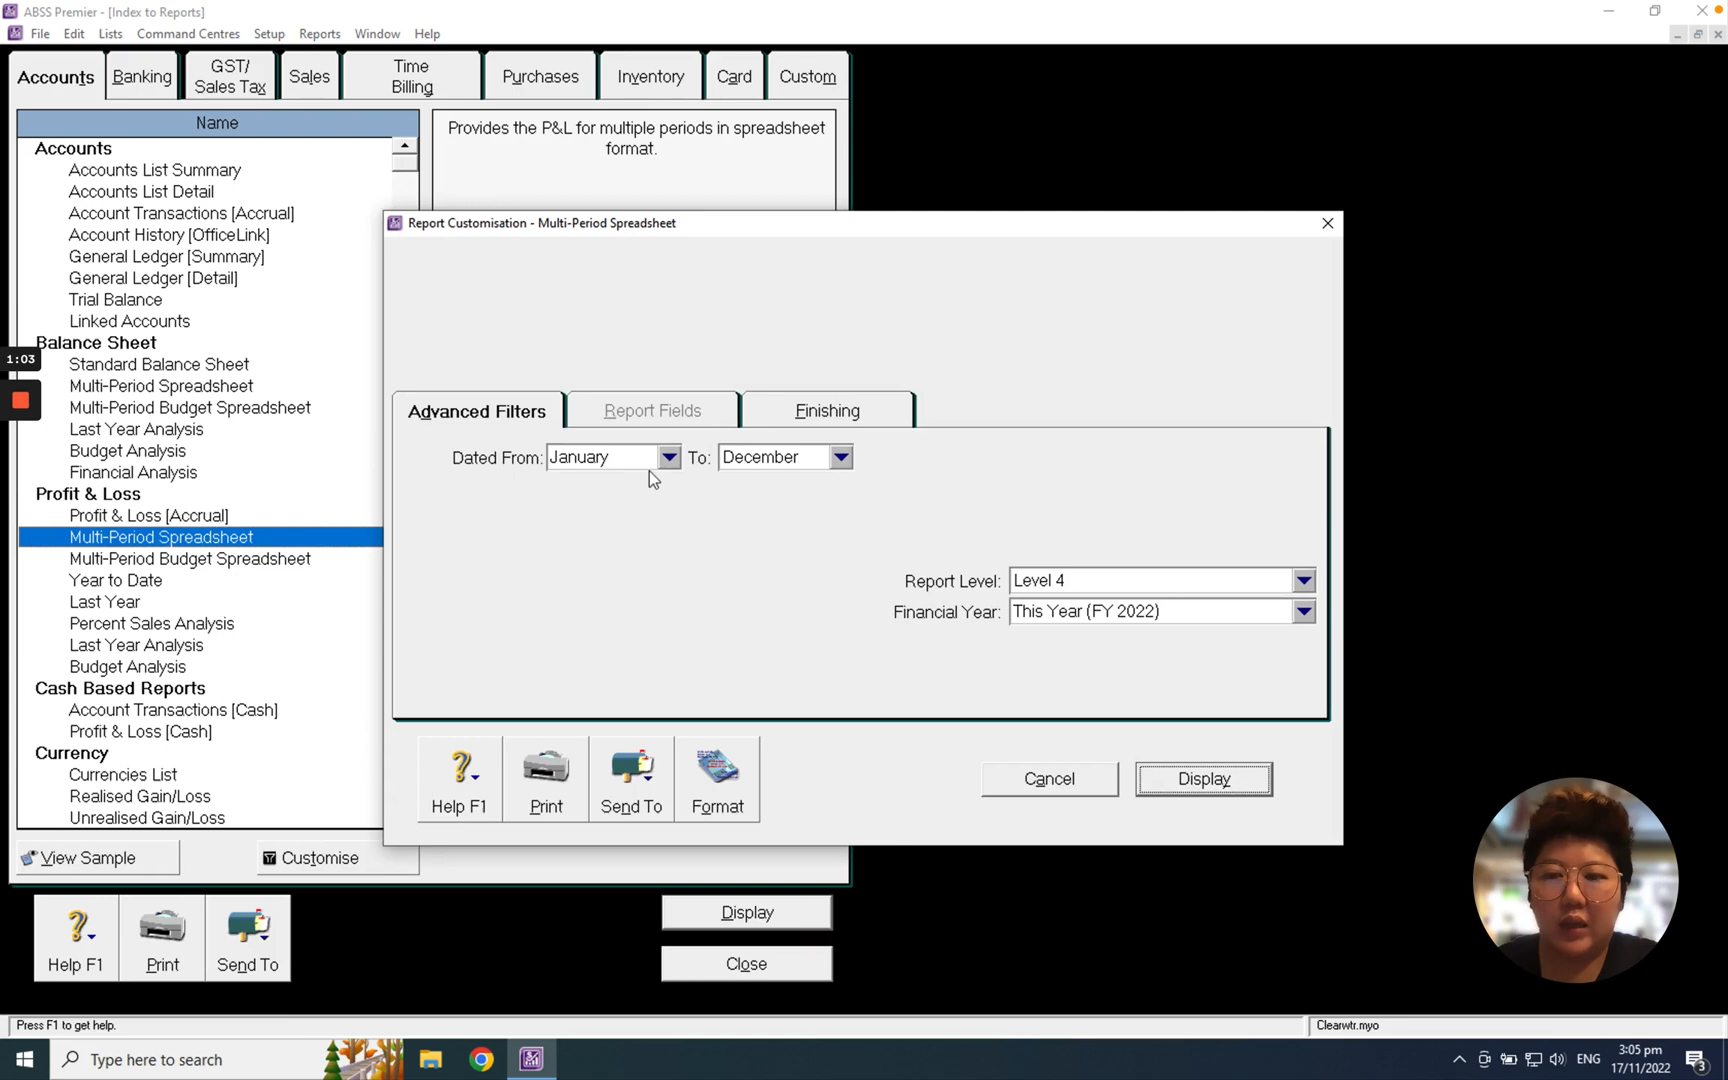 ABSS Premier - [Index to Reports]
File Edit Lists Command Centres Setup Reports Window Help
Accounts
Banking
GST/
Sales Tax
Sales
Time
Billing
Purchases
Inventory
Card
Custom
Name
Accounts
Accounts List Summary
Accounts List Detail
Account Transactions [Accrual]
Account History [OfficeLink]
General Ledger [Summary]
General Ledger [Detail]
Trial Balance
Linked Accounts
Balance Sheet
Standard Balance Sheet
Multi-Period Spreadsheet
Multi-Period Budget Spreadsheet
Last Year Analysis
Budget Analysis
Financial Analysis
Profit & Loss
Profit & Loss [Accrual]
Multi-Period Spreadsheet
Multi-Period Budget Spreadsheet
Year to Date
Last Year
Percent Sales Analysis
Last Year Analysis
Budget Analysis
Cash Based Reports
Account Transactions [Cash]
Profit & Loss [Cash]
Currency
Currencies List
Realised Gain/Loss
Unrealised Gain/Loss
1:03
Provides the P&L for multiple periods in spreadsheet
format.
Report Customisation - Multi-Period Spreadsheet
Advanced Filters
Report Fields
Finishing
Dated From: January To: December
Report Level: Level 4
Financial Year: This Year (FY 2022)
Help F1
Print
Send To
Format
Cancel
Display
View Sample
Customise
Help F1
Print
Send To
Display
Close
Press F1 to get help.
Clearwtr.myo
Type here to search
ENG
3:05 pm
17/11/2022
3